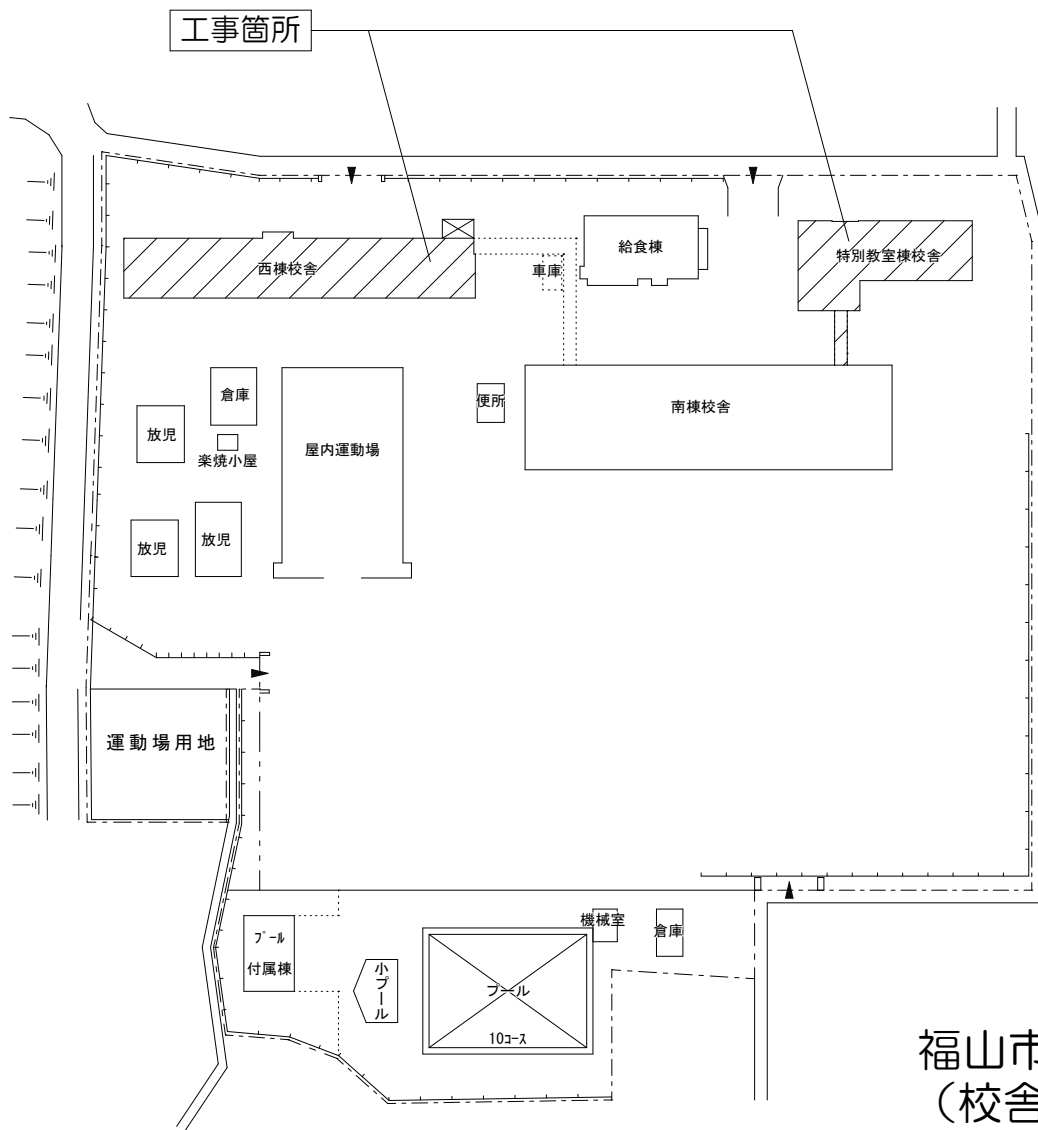 工事箇所
給食棟
特別教室棟校舎
西棟校舎
車庫
倉庫
便所
南棟校舎
放児
屋内運動場
楽焼小屋
放児
放児
運動場用地
機械室
倉庫
プール
付属棟
小プール
プール
10コース
福山市
（校舎